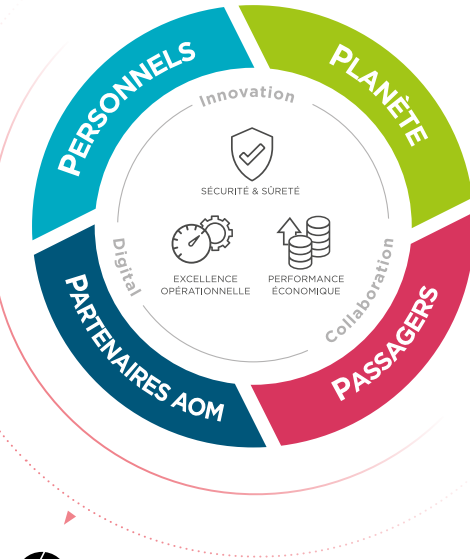 PERSONNELS
PLANÈTE
Innovation
SÉCURITÉ & SÛRETÉ
Digital
EXCELLENCE
OPÉRATIONNELLE
PERFORMANCE
ÉCONOMIQUE
Collaboration
PARTENAIRES AOM
PASSAGERS